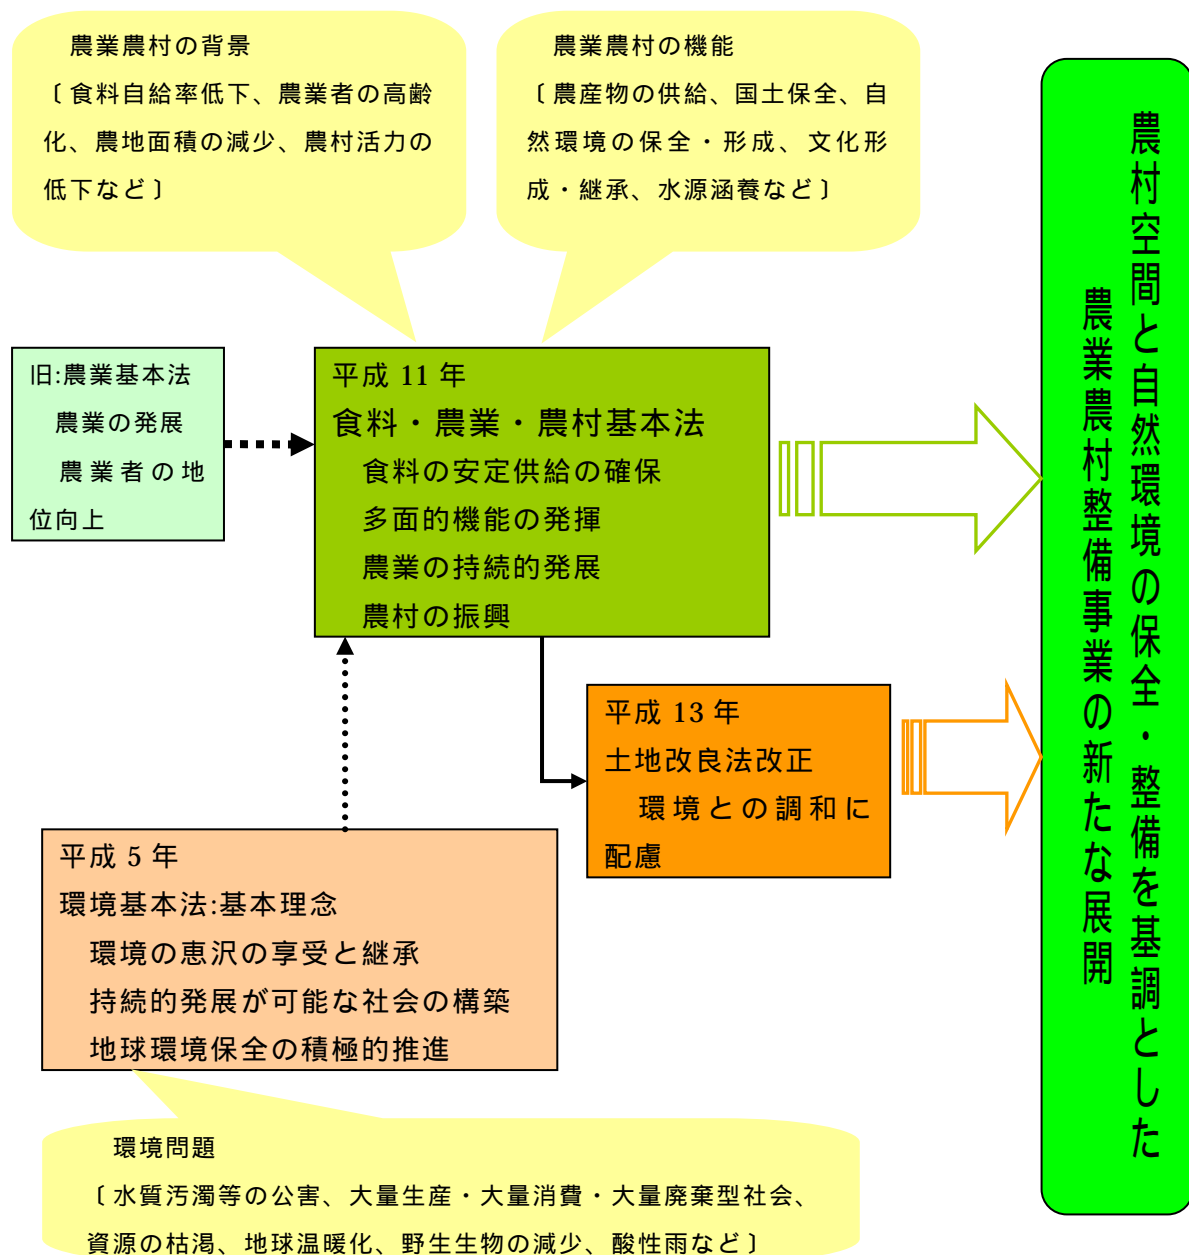 農業農村の背景
〔食料自給率低下、農業者の高齢
化、農地面積の減少、農村活力の
低下など〕
農業農村の機能
〔農産物の供給、国土保全、自
然環境の保全・形成、文化形
成・継承、水源涵養など〕
旧:農業基本法
農業の発展
農業者の地
位向上
平成 11 年
食料・農業・農村基本法
食料の安定供給の確保
多面的機能の発揮
農業の持続的発展
農村の振興
平成 13 年
土地改良法改正
環境との調和に
配慮
平成 5 年
環境基本法:基本理念
環境の恵沢の享受と継承
持続的発展が可能な社会の構築
地球環境保全の積極的推進
環境問題
〔水質汚濁等の公害、大量生産・大量消費・大量廃棄型社会、
資源の枯渇、地球温暖化、野生生物の減少、酸性雨など〕
農村空間と自然環境の保全・整備を基調とした
農業農村整備事業の新たな展開